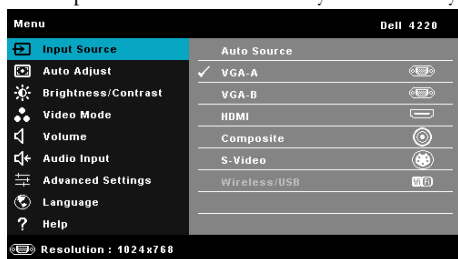 Menu Dell 4220
Input Source Auto Source
Auto Adjust VGA-A
Brightness/Contrast VGA-B
Video Mode HDMI
Volume Composite
Audio Input S-Video
Advanced Settings Wireless/USB
Language
? Help
Resolution : 1024x768